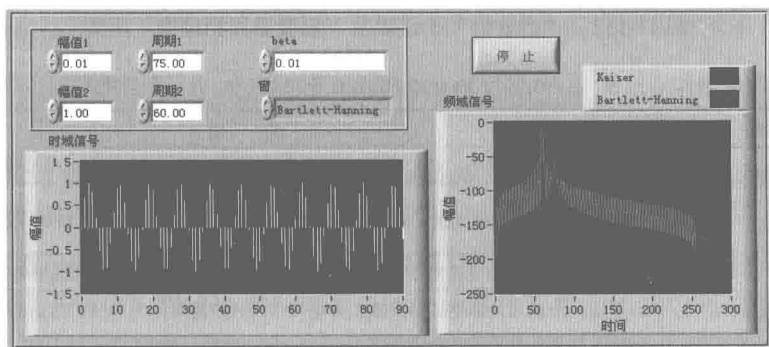 幅值1 周期1 beta
0.01 75.00 0.01
幅值2 周期2 窗
1.00 60.00 Bartlett-Hanning
停止
Kaiser
Bartlett-Hanning
时域信号
幅值
1.5
1
0.5
0
-0.5
-1
-1.5
0 10 20 30 40 50 60 70 80 90
频域信号
幅值
0
-50
-100
-150
-200
-250
0 50 100 150 200 250 300
时间